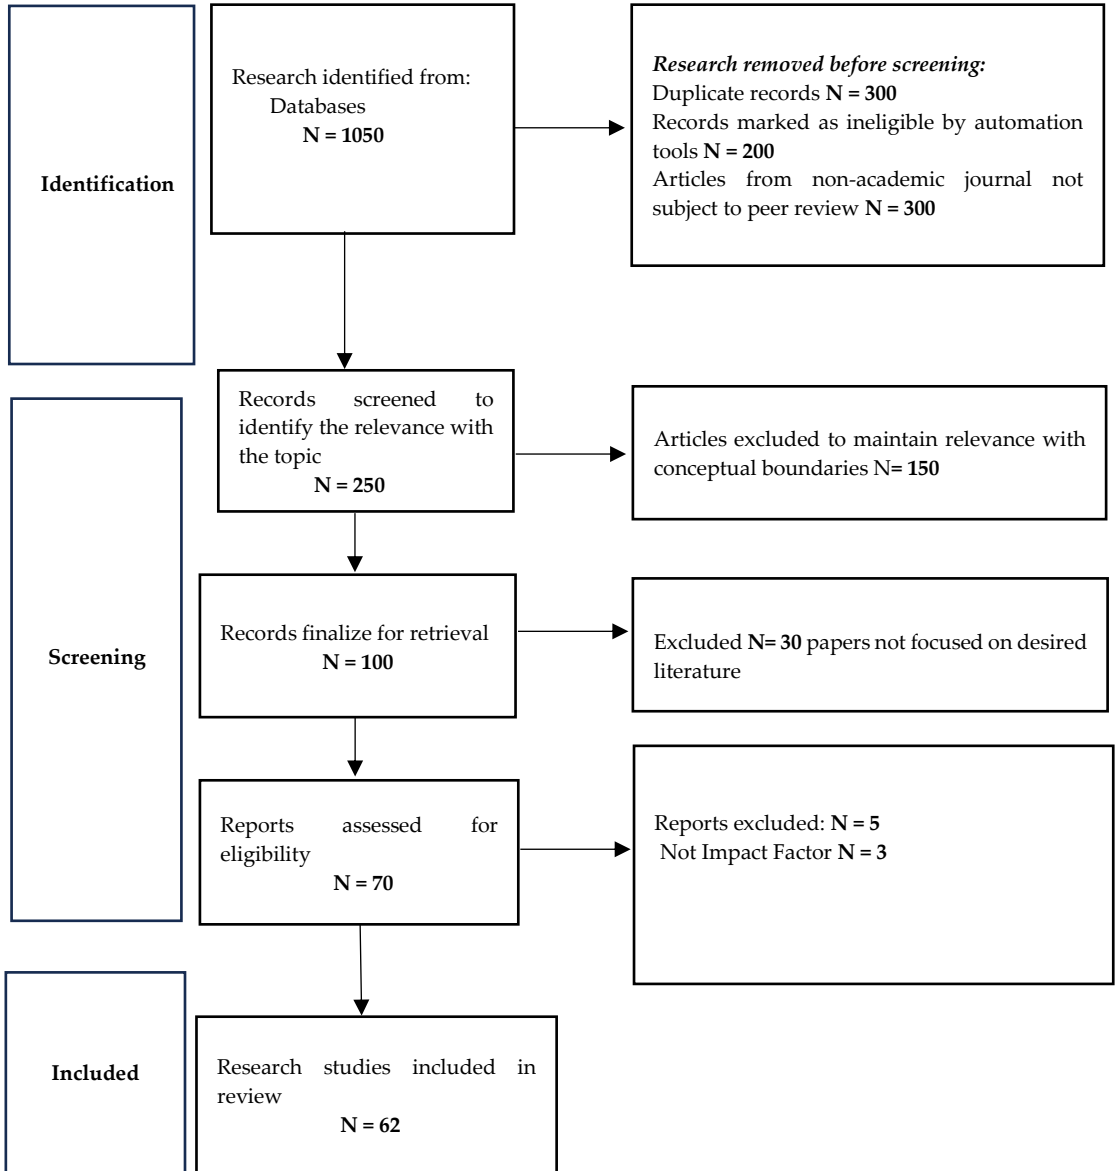 Identification
Research identified from:
Databases
N = 1050
Research removed before screening:
Duplicate records N = 300
Records marked as ineligible by automation
tools N = 200
Articles from non-academic journal not
subject to peer review N = 300
Screening
Records screened to
identify the relevance with
the topic
N = 250
Articles excluded to maintain relevance with
conceptual boundaries N= 150
Records finalize for retrieval
N = 100
Excluded N= 30 papers not focused on desired
literature
Reports assessed for
eligibility
N = 70
Reports excluded: N = 5
Not Impact Factor N = 3
Included
Research studies included in
review
N = 62